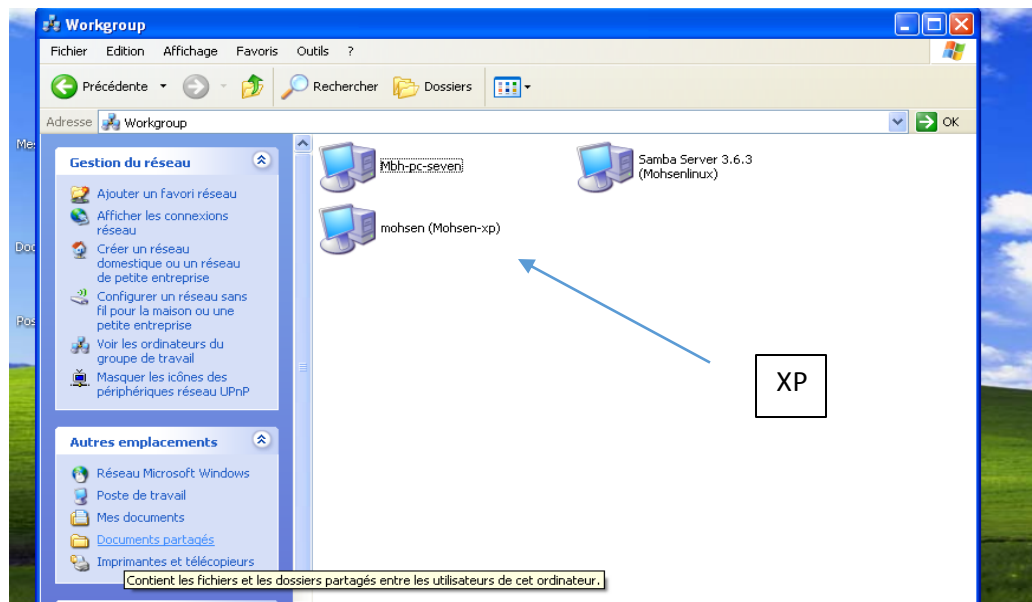 Workgroup
Fichier Edition Affichage Favoris Outils ?
Précédente Rechercher Dossiers
Adresse Workgroup OK
Gestion du réseau
Ajouter un favori réseau
Afficher les connexions
réseau
Créer un réseau
domestique ou un réseau
de petite entreprise
Configurer un réseau sans
fil pour la maison ou une
petite entreprise
Voir les ordinateurs du
groupe de travail
Masquer les icônes des
périphériques réseau UPnP
Autres emplacements
Réseau Microsoft Windows
Poste de travail
Mes documents
Documents partagés
Imprimantes et télécopieurs
Contient les fichiers et les dossiers partagés entre les utilisateurs de cet ordinateur.
Mbh-pc-seven
Samba Server 3.6.3
(Mohsenlinux)
mohsen (Mohsen-xp)
XP